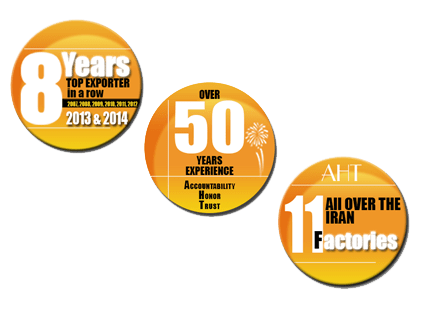 8 Years
TOP EXPORTER
in a row
2007, 2008, 2009, 2010, 2011, 2012
2013 & 2014
OVER
50
YEARS
EXPERIENCE
ACCOUNTABILITY
HONOR
TRUST
AHT
11 All OVER THE
IRAN
Factories